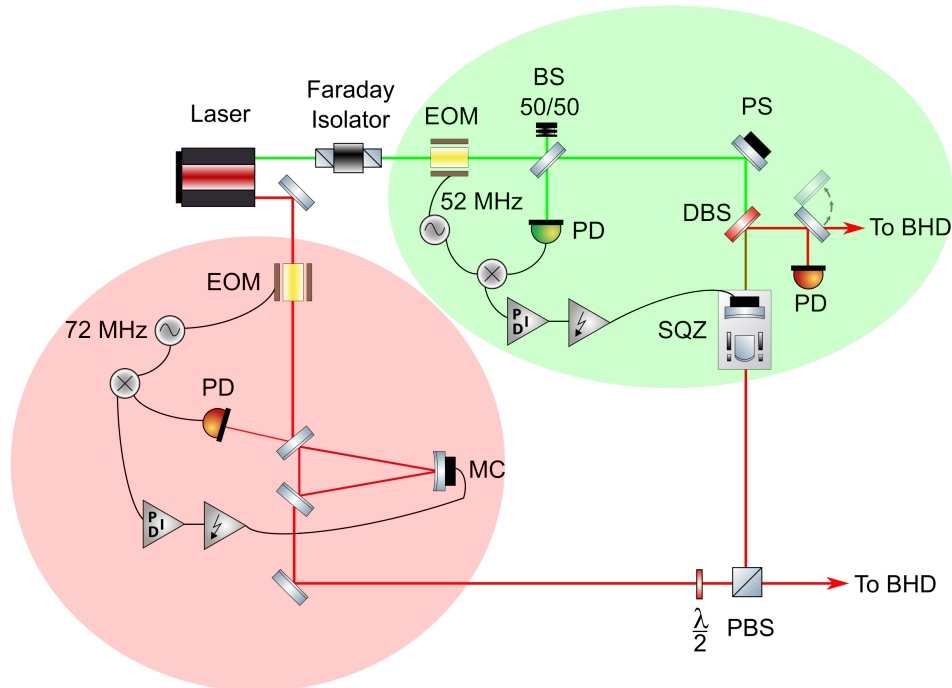 Laser
Faraday
Isolator
EOM
BS
50/50
PS
52 MHz
PD
DBS
To BHD
PD
P I
D
SQZ
EOM
72 MHz
PD
MC
P I
D
λ
2
PBS
To BHD